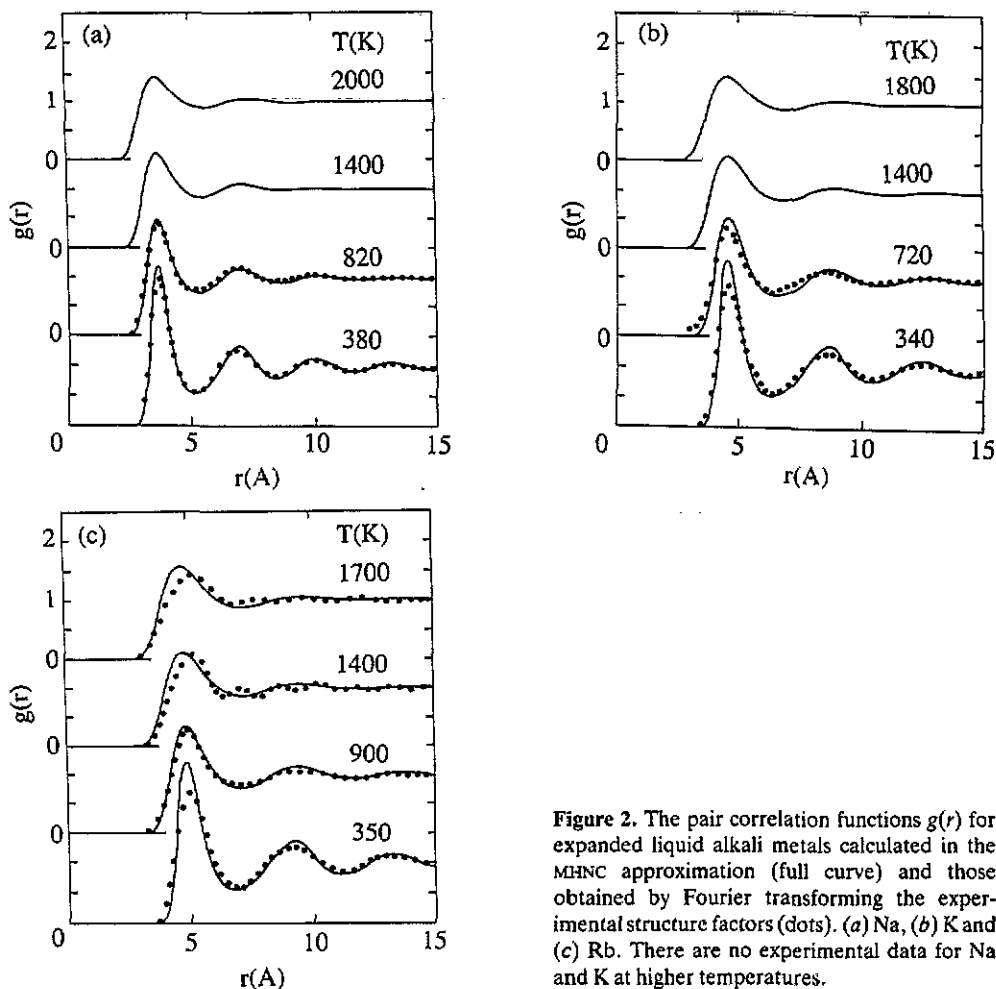 (a)
T(K)
2
2000
1
1400
0
g(r)
820
0
380
0
0 5 10 15
r(A)
(b)
T(K)
2
1800
1
1400
0
g(r)
720
0
340
0
0 5 10 15
r(A)
(c)
T(K)
2
1700
1
1400
0
g(r)
900
0
350
0
0 5 10 15
r(A)
Figure 2. The pair correlation functions g(r) for
expanded liquid alkali metals calculated in the
MHNC approximation (full curve) and those
obtained by Fourier transforming the exper-
imental structure factors (dots). (a) Na, (b) K and
(c) Rb. There are no experimental data for Na
and K at higher temperatures.